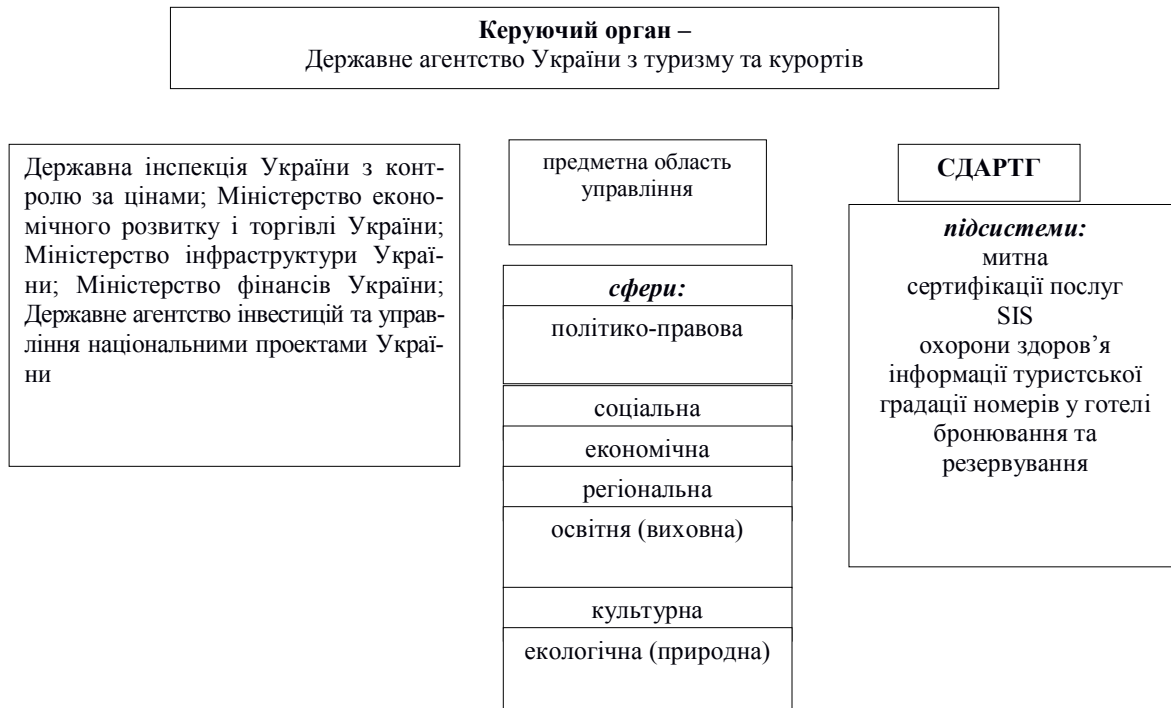 Керуючий орган –
Державне агентство України з туризму та курортів
Державна інспекція України з кон-
тролю за цінами; Міністерство еконо-
мічного розвитку і торгівлі України;
Міністерство інфраструктури Украї-
ни; Міністерство фінансів України;
Державне агентство інвестицій та управ-
ління національними проектами Украї-
ни
предметна область
управління
сфери:
політико-правова
соціальна
економічна
регіональна
освітня (виховна)
культурна
екологічна (природна)
СДАРТГ
підсистеми:
митна
сертифікації послуг
SIS
охорони здоров’я
інформації туристської
градації номерів у готелі
бронювання та
резервування